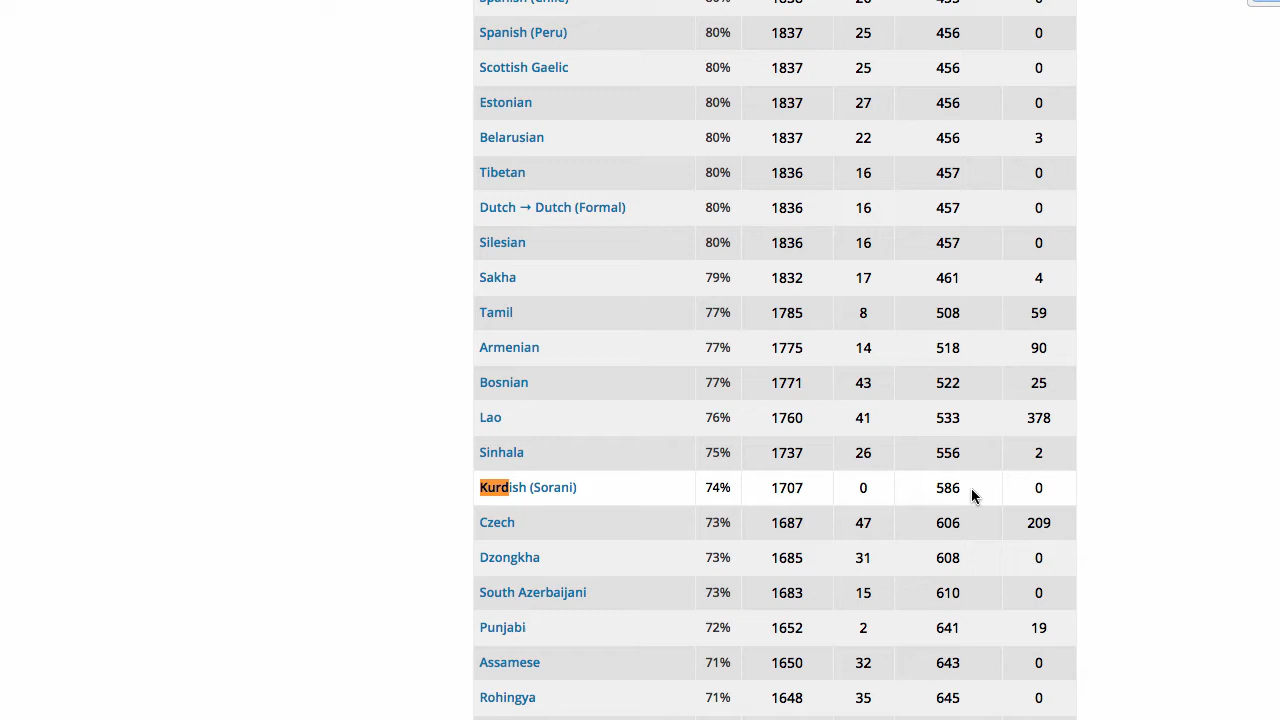 Spanish (Peru) 80% 1837 25 456 0
Scottish Gaelic 80% 1837 25 456 0
Estonian 80% 1837 27 456 0
Belarusian 80% 1837 22 456 3
Tibetan 80% 1836 16 457 0
Dutch → Dutch (Formal) 80% 1836 16 457 0
Silesian 80% 1836 16 457 0
Sakha 79% 1832 17 461 4
Tamil 77% 1785 8 508 59
Armenian 77% 1775 14 518 90
Bosnian 77% 1771 43 522 25
Lao 76% 1760 41 533 378
Sinhala 75% 1737 26 556 2
Kurdish (Sorani) 74% 1707 0 586 0
Czech 73% 1687 47 606 209
Dzongkha 73% 1685 31 608 0
South Azerbaijani 73% 1683 15 610 0
Punjabi 72% 1652 2 641 19
Assamese 71% 1650 32 643 0
Rohingya 71% 1648 35 645 0